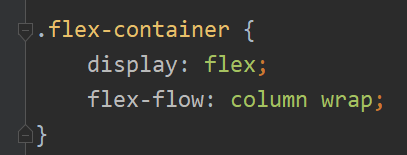 .flex-container {
    display: flex;
    flex-flow: column wrap;
}